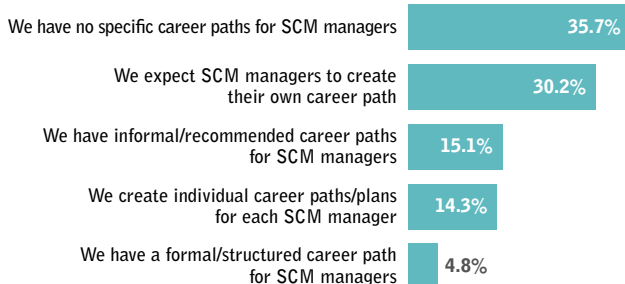 We have no specific career paths for SCM managers
35.7%
We expect SCM managers to create
their own career path
30.2%
We have informal/recommended career paths
for SCM managers
15.1%
We create individual career paths/plans
for each SCM manager
14.3%
We have a formal/structured career path
for SCM managers
4.8%